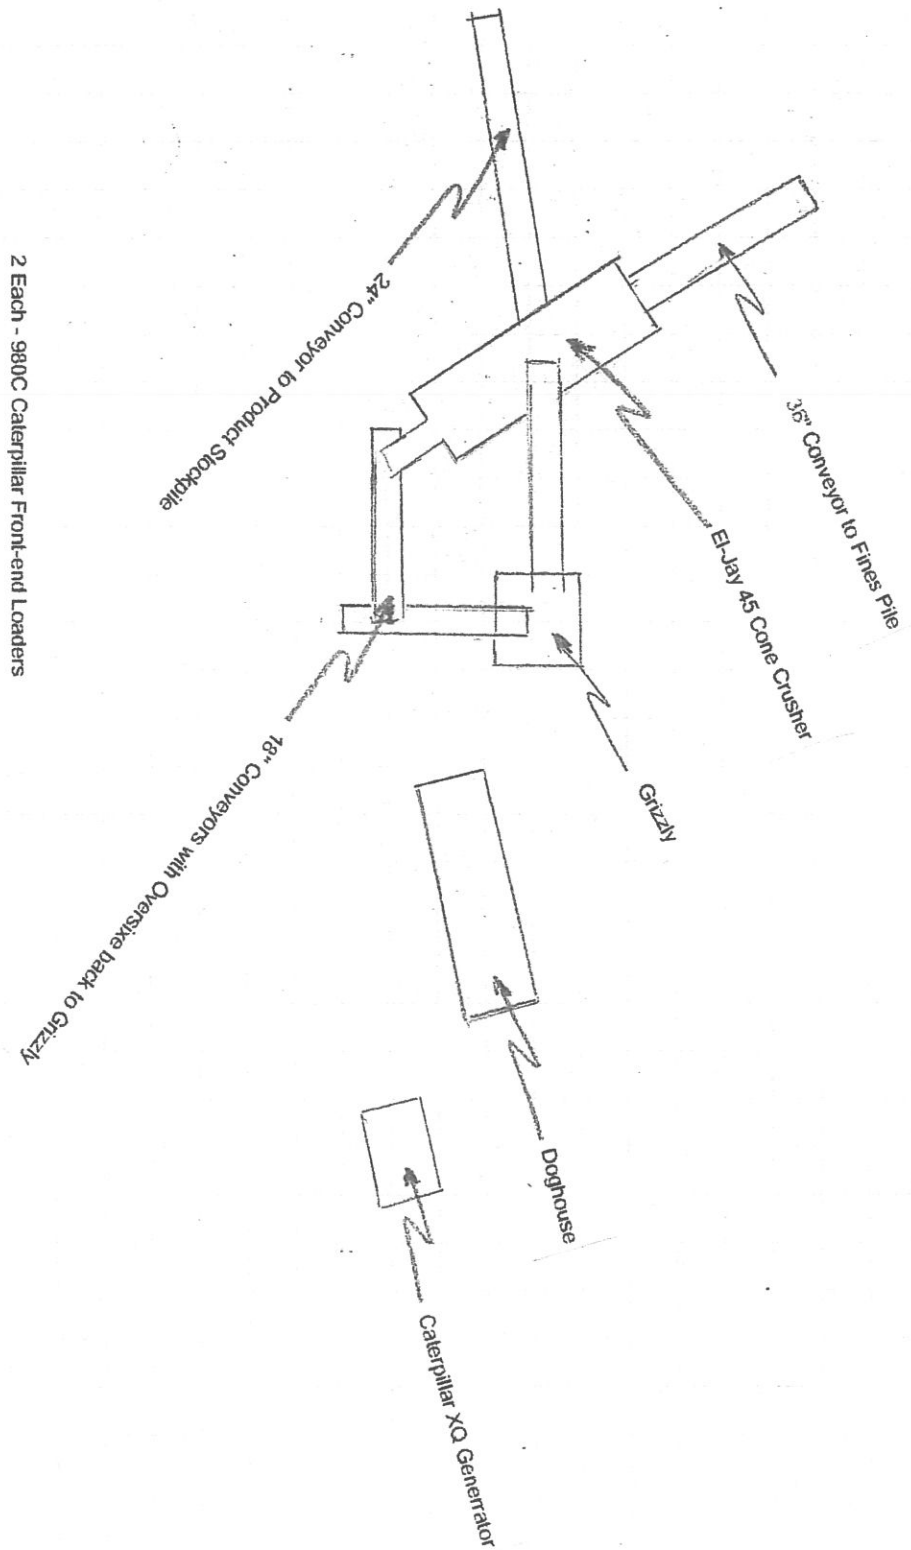 36" Conveyor to Fines Pile
El-Jay 45 Cone Crusher
Grizzly
Doghouse
Caterpillar XQ Generrator
24" Conveyor to Product Stockpile
18" Conveyors with Oversixe back to Grizzly
2 Each - 980C Caterpillar Front-end Loaders